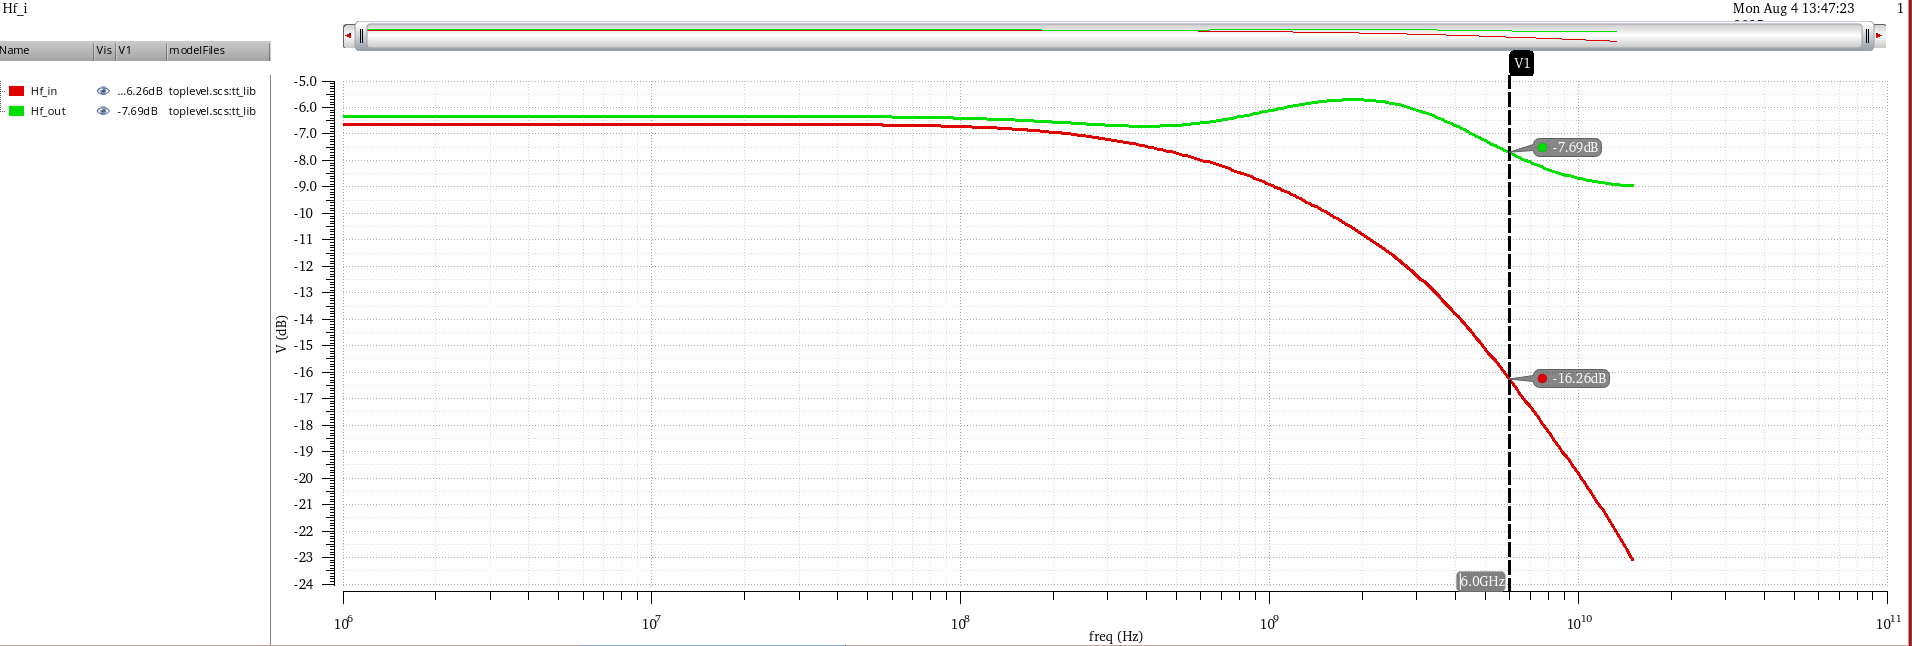 Hf_i
Mon Aug 4 13:47:23 1
Name Vis V1 modelFiles
Hf_in ...6.26dB toplevel.scs:tt_lib
Hf_out -7.69dB toplevel.scs:tt_lib
V1
-5.0
-6.0
-7.0
-8.0
-9.0
-10
-11
-12
-13
-14
-15
-16
-17
-18
-19
-20
-21
-22
-23
-24
V (dB)
-7.69dB
-16.26dB
6.0GHz
10^6 10^7 10^8 10^9 10^10 10^11
freq (Hz)